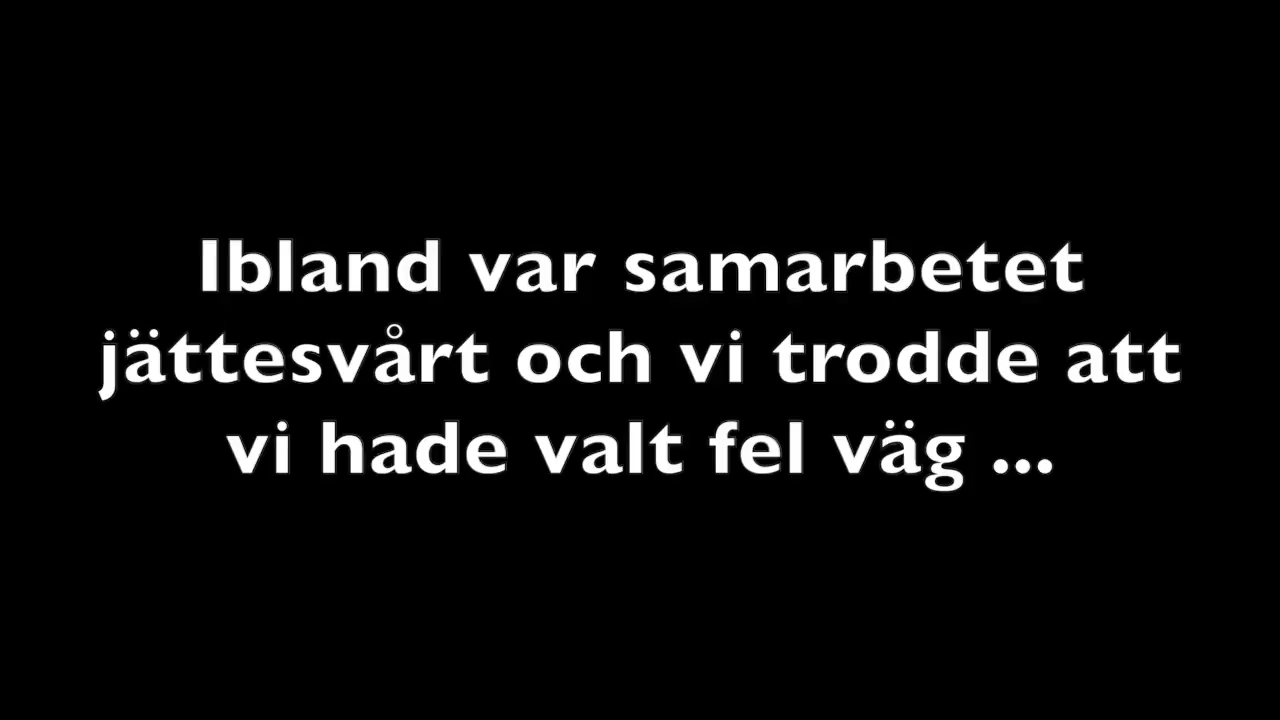 Ibland var samarbetet
jättesvårt och vi trodde att
vi hade valt fel väg ...